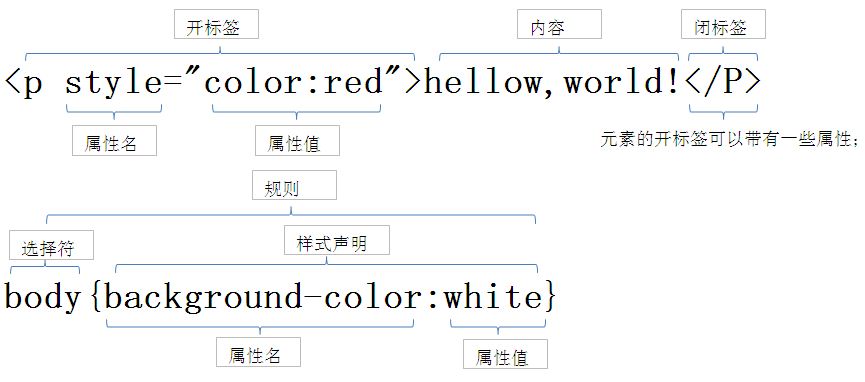 开标签 内容 闭标签
<p style="color:red">hellow,world!</P>
属性名 属性值
元素的开标签可以带有一些属性;
规则
选择符 样式声明
body{background-color:white}
属性名 属性值